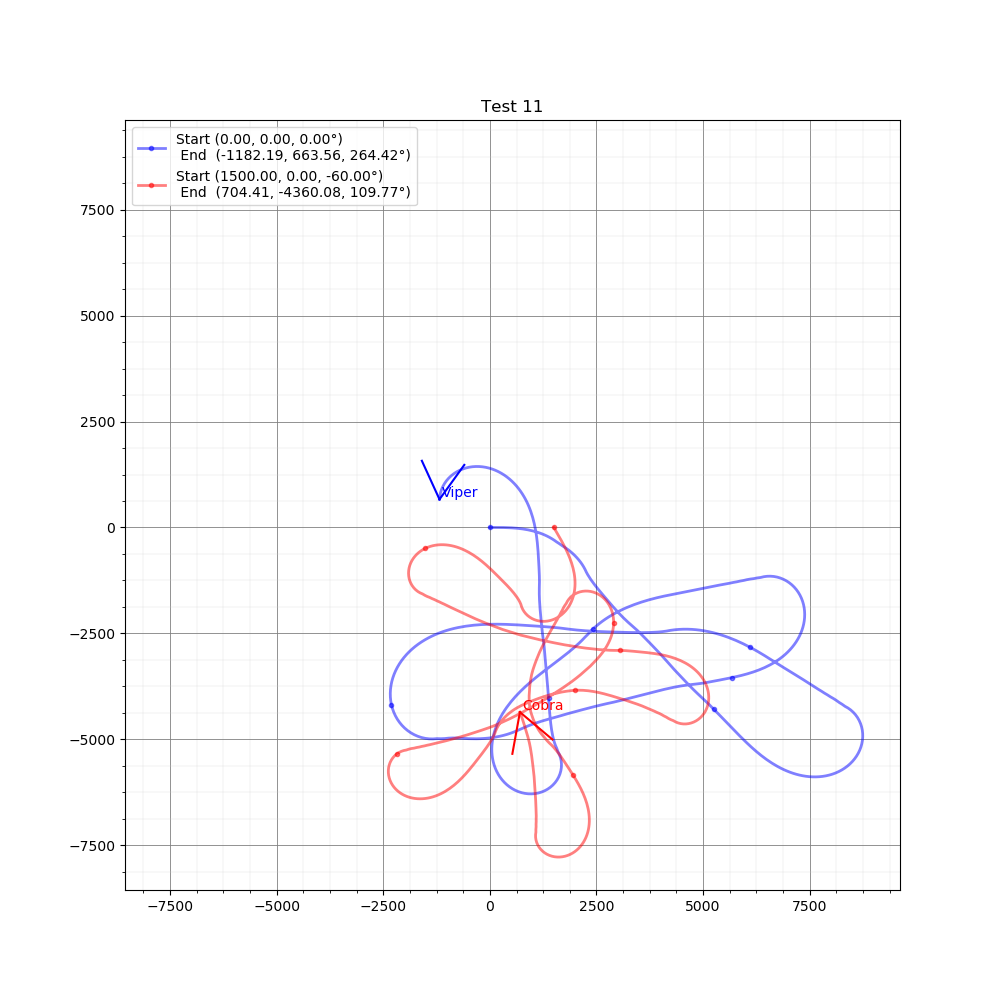 Test 11
Start (0.00, 0.00, 0.00°)
End  (-1182.19, 663.56, 264.42°)
Start (1500.00, 0.00, -60.00°)
End  (704.41, -4360.08, 109.77°)
7500
5000
2500
0
−2500
−5000
−7500
Viper
Cobra
−7500 −5000 −2500 0 2500 5000 7500